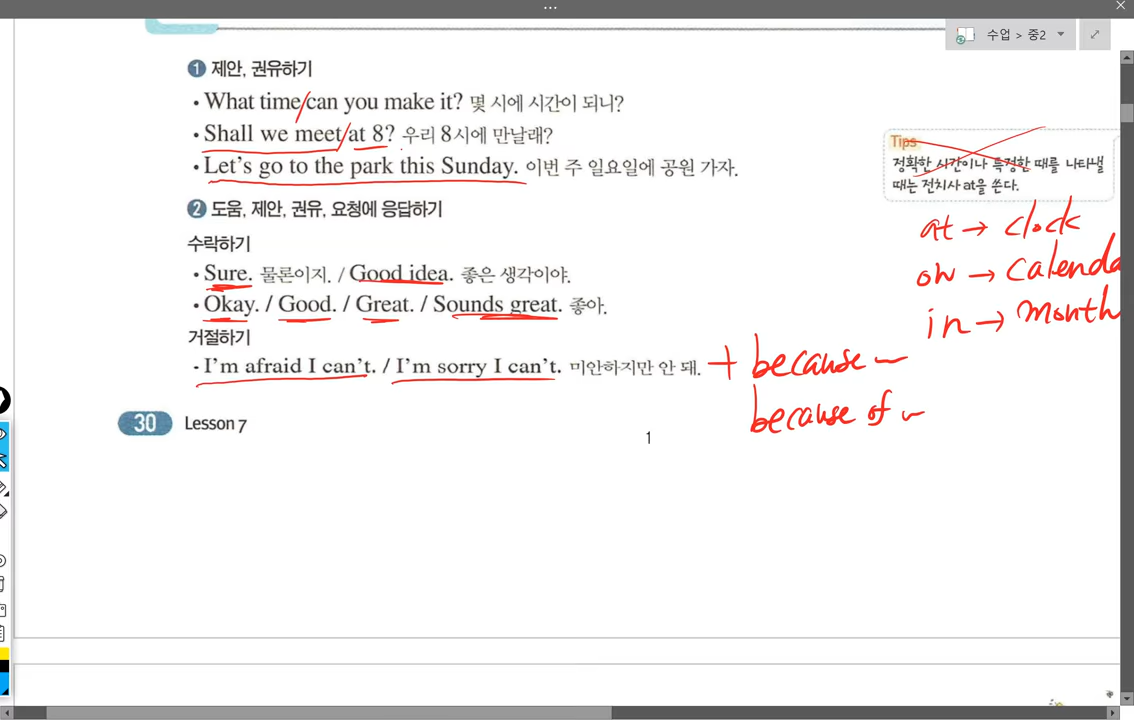 수업 > 중2
❶ 제안, 권유하기
• What time/can you make it? 몇 시에 시간이 되니?
• Shall we meet/at 8? 우리 8시에 만날래?
• Let's go to the park this Sunday. 이번 주 일요일에 공원 가자.
Tips
정확한 시간이나 특정한 때를 나타낼
때는 전치사 at을 쓴다.
at → clock
on → calenda
in → month
❷ 도움, 제안, 권유, 요청에 응답하기
수락하기
• Sure. 물론이지. / Good idea. 좋은 생각이야.
• Okay. / Good. / Great. / Sounds great. 좋아.
거절하기
• I'm afraid I can't. / I'm sorry I can't. 미안하지만 안 돼. + because ~
because of ~
30 Lesson 7
1